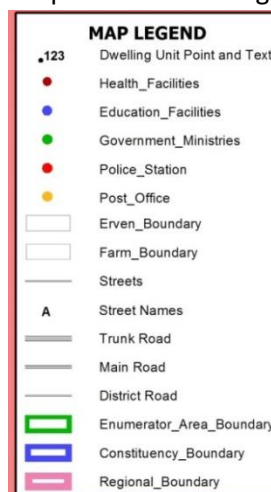 MAP LEGEND
.123 Dwelling Unit Point and Text
Health_Facilities
Education_Facilities
Government_Ministries
Police_Station
Post_Office
Erven_Boundary
Farm_Boundary
Streets
A Street Names
Trunk Road
Main Road
District Road
Enumerator_Area_Boundary
Constituency_Boundary
Regional_Boundary